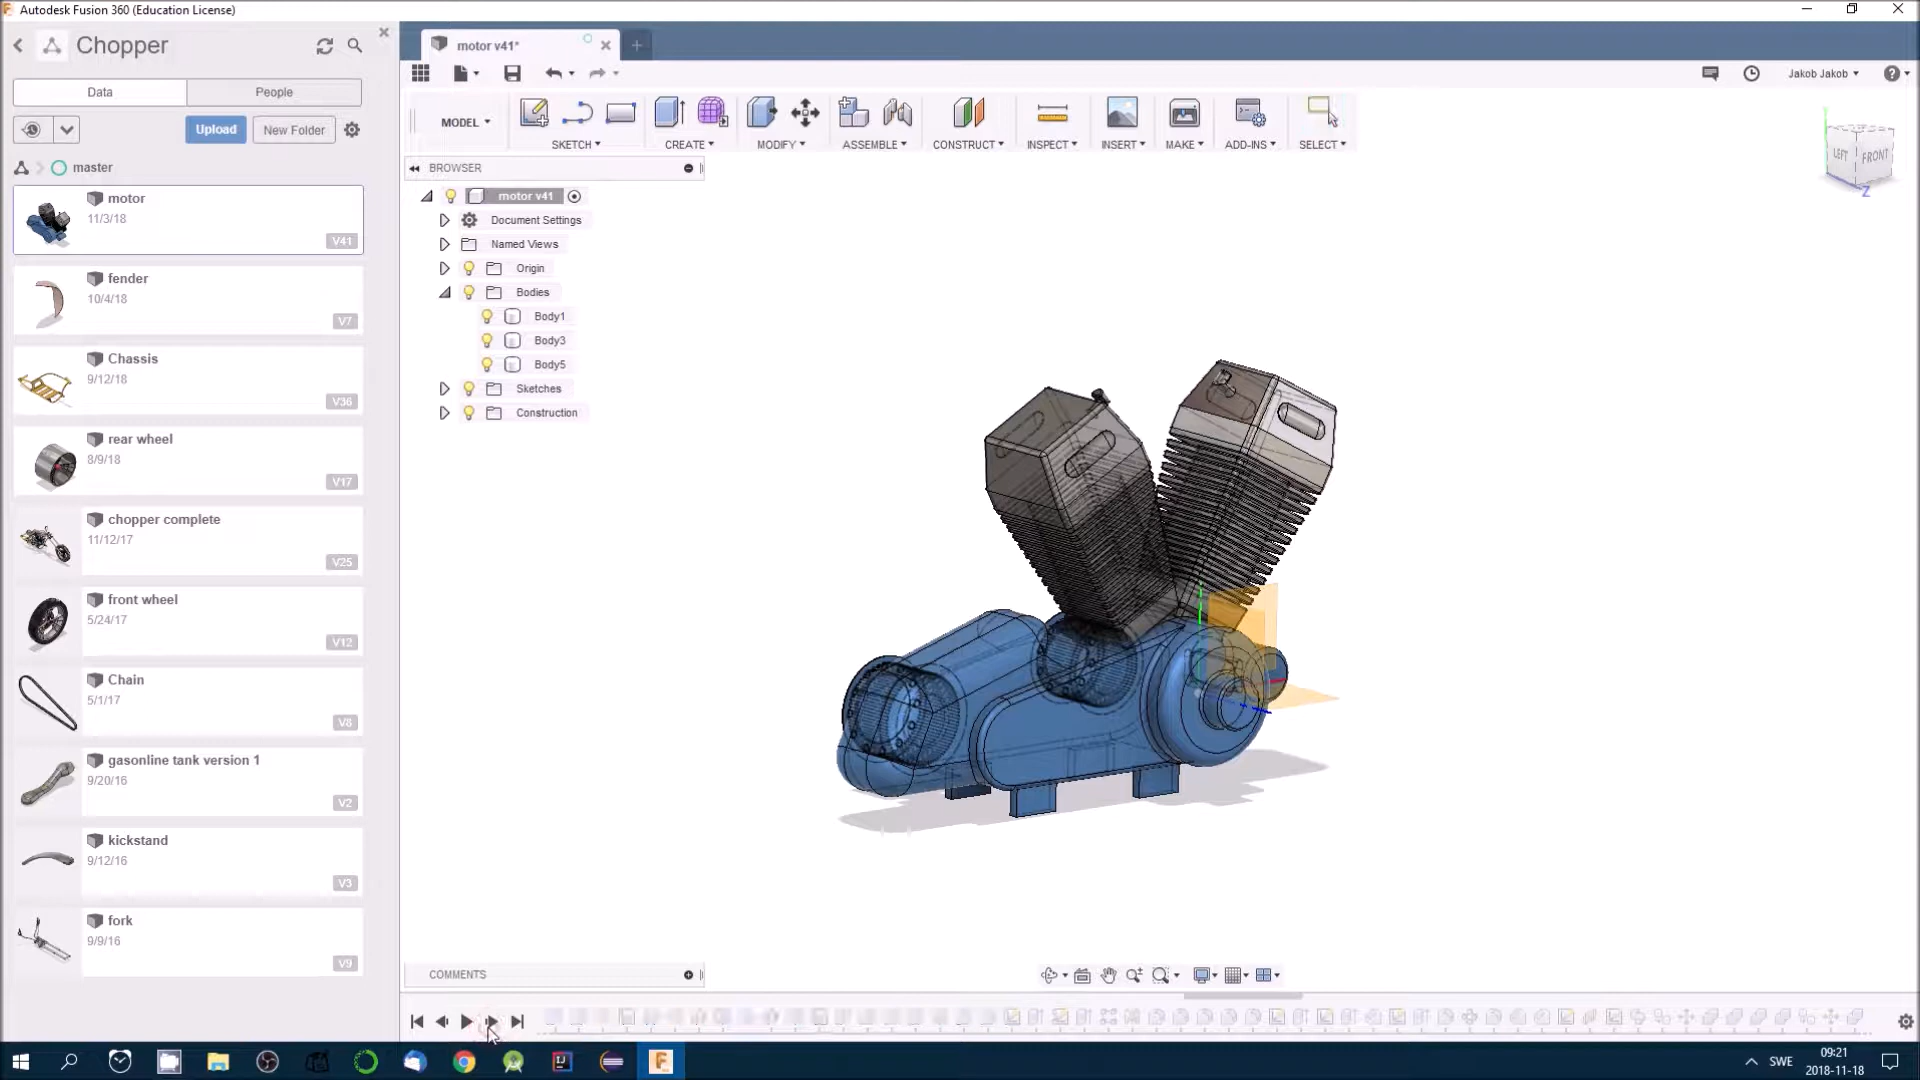 Autodesk Fusion 360 (Education License)
Chopper
motor v41*
Data
People
Jakob Jakob
Upload
New Folder
MODEL
SKETCH
CREATE
MODIFY
ASSEMBLE
CONSTRUCT
INSPECT
INSERT
MAKE
ADD-INS
SELECT
LEFT
FRONT
Z
master
BROWSER
motor v41
Document Settings
Named Views
Origin
Bodies
Body1
Body3
Body5
Sketches
Construction
motor
11/3/18
V41
fender
10/4/18
V7
Chassis
9/12/18
V36
rear wheel
8/9/18
V17
chopper complete
11/12/17
V25
front wheel
5/24/17
V12
Chain
5/1/17
V8
gasonline tank version 1
9/20/16
V2
kickstand
9/12/16
V3
fork
9/9/16
V9
COMMENTS
SWE
09:21
2018-11-18